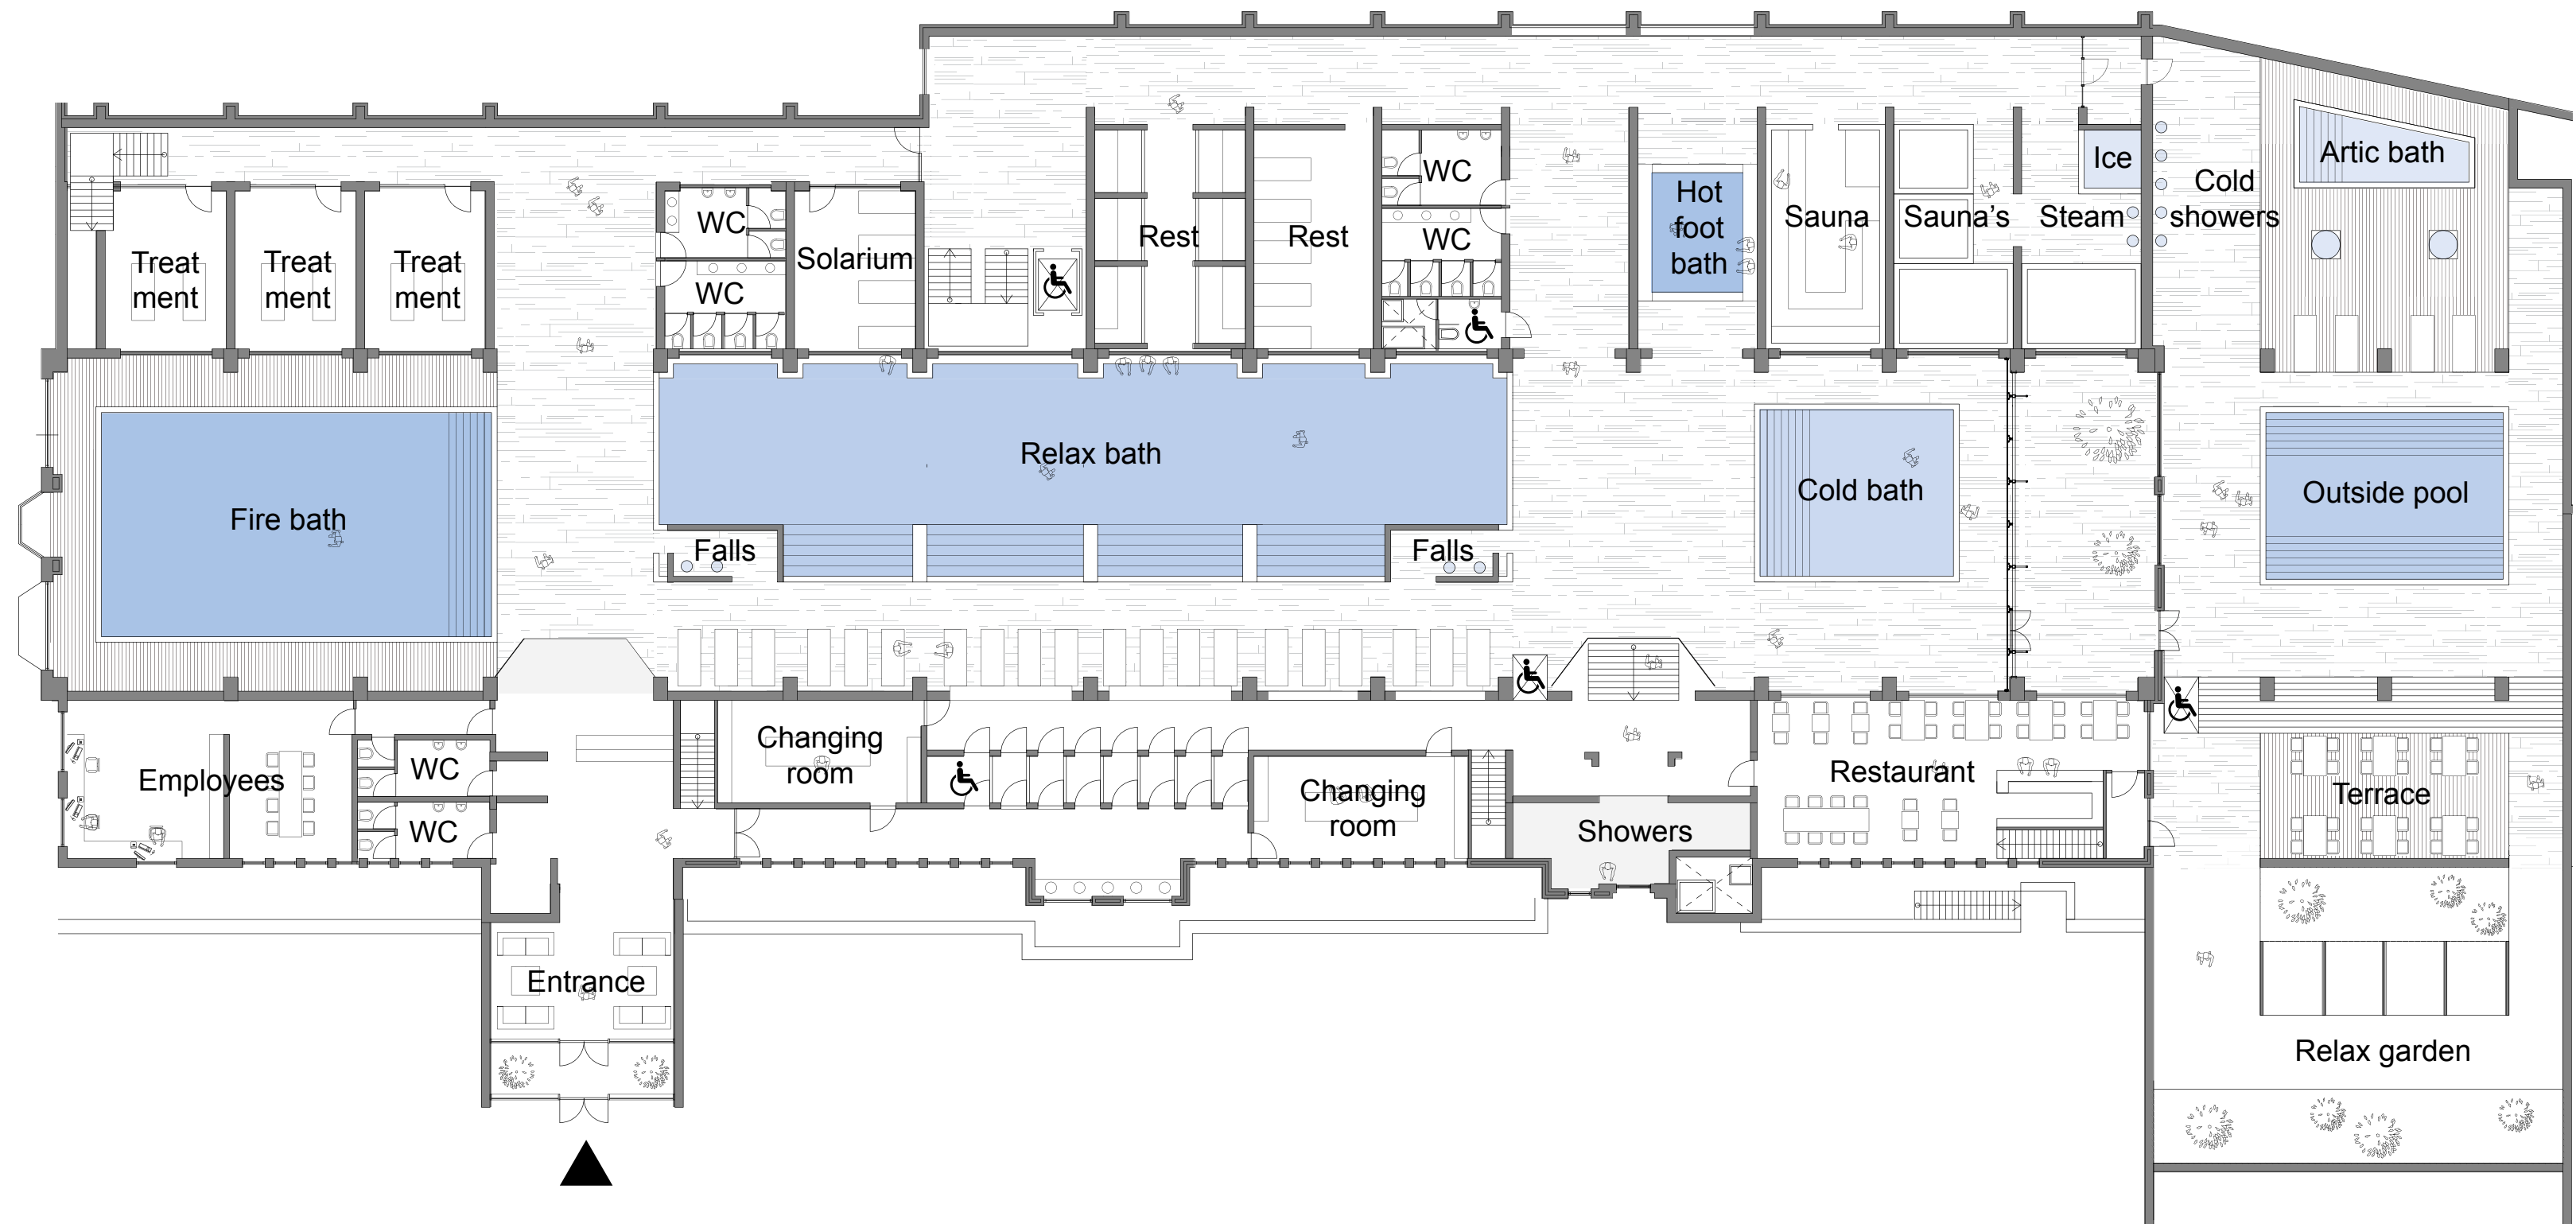 Artic bath
Ice
WC
Cold
showers
Hot
foot
bath
Sauna
Sauna's
Steam
WC
Rest
Rest
WC
Solarium
Treat
ment
Treat
ment
Treat
ment
WC
Relax bath
Cold bath
Outside pool
Fire bath
Falls
Falls
Changing
room
Employees
WC
Restaurant
Terrace
Changing
room
WC
Showers
Entrance
Relax garden